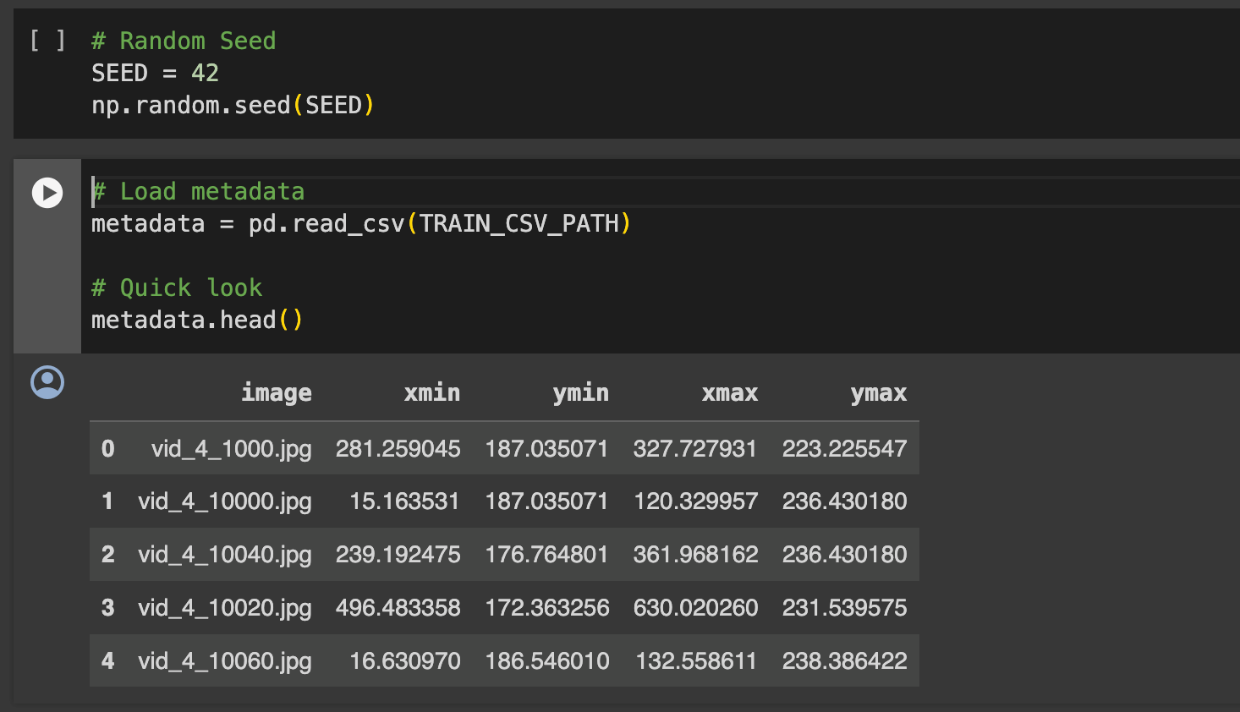 [ ] # Random Seed
SEED = 42
np.random.seed(SEED)
# Load metadata
metadata = pd.read_csv(TRAIN_CSV_PATH)
# Quick look
metadata.head()
image xmin ymin xmax ymax
0 vid_4_1000.jpg 281.259045 187.035071 327.727931 223.225547
1 vid_4_10000.jpg 15.163531 187.035071 120.329957 236.430180
2 vid_4_10040.jpg 239.192475 176.764801 361.968162 236.430180
3 vid_4_10020.jpg 496.483358 172.363256 630.020260 231.539575
4 vid_4_10060.jpg 16.630970 186.546010 132.558611 238.386422